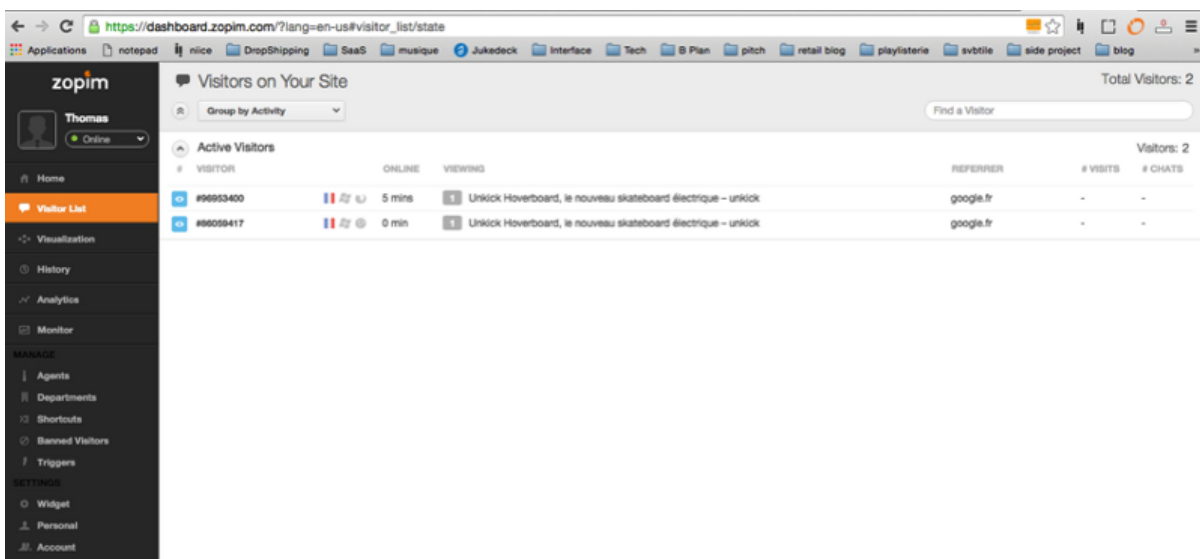 https://dashboard.zopim.com/?lang=en-us#visitor_list/state
Applications notepad niice DropShipping SaaS musique Jukedeck Interface Tech B Plan pitch retail blog playlisterie svbtile side project blog »
zopim
Thomas
Online
Home
Visitor List
Visualization
History
Analytics
Monitor
MANAGE
Agents
Departments
Shortcuts
Banned Visitors
Triggers
SETTINGS
Widget
Personal
Account
Visitors on Your Site
Total Visitors: 2
Group by Activity
Find a Visitor
Active Visitors
Visitors: 2
# VISITOR ONLINE VIEWING REFERRER # VISITS # CHATS
#96953400 5 mins 1 Unkick Hoverboard, le nouveau skateboard électrique – unkick google.fr - -
#86059417 0 min 1 Unkick Hoverboard, le nouveau skateboard électrique – unkick google.fr - -